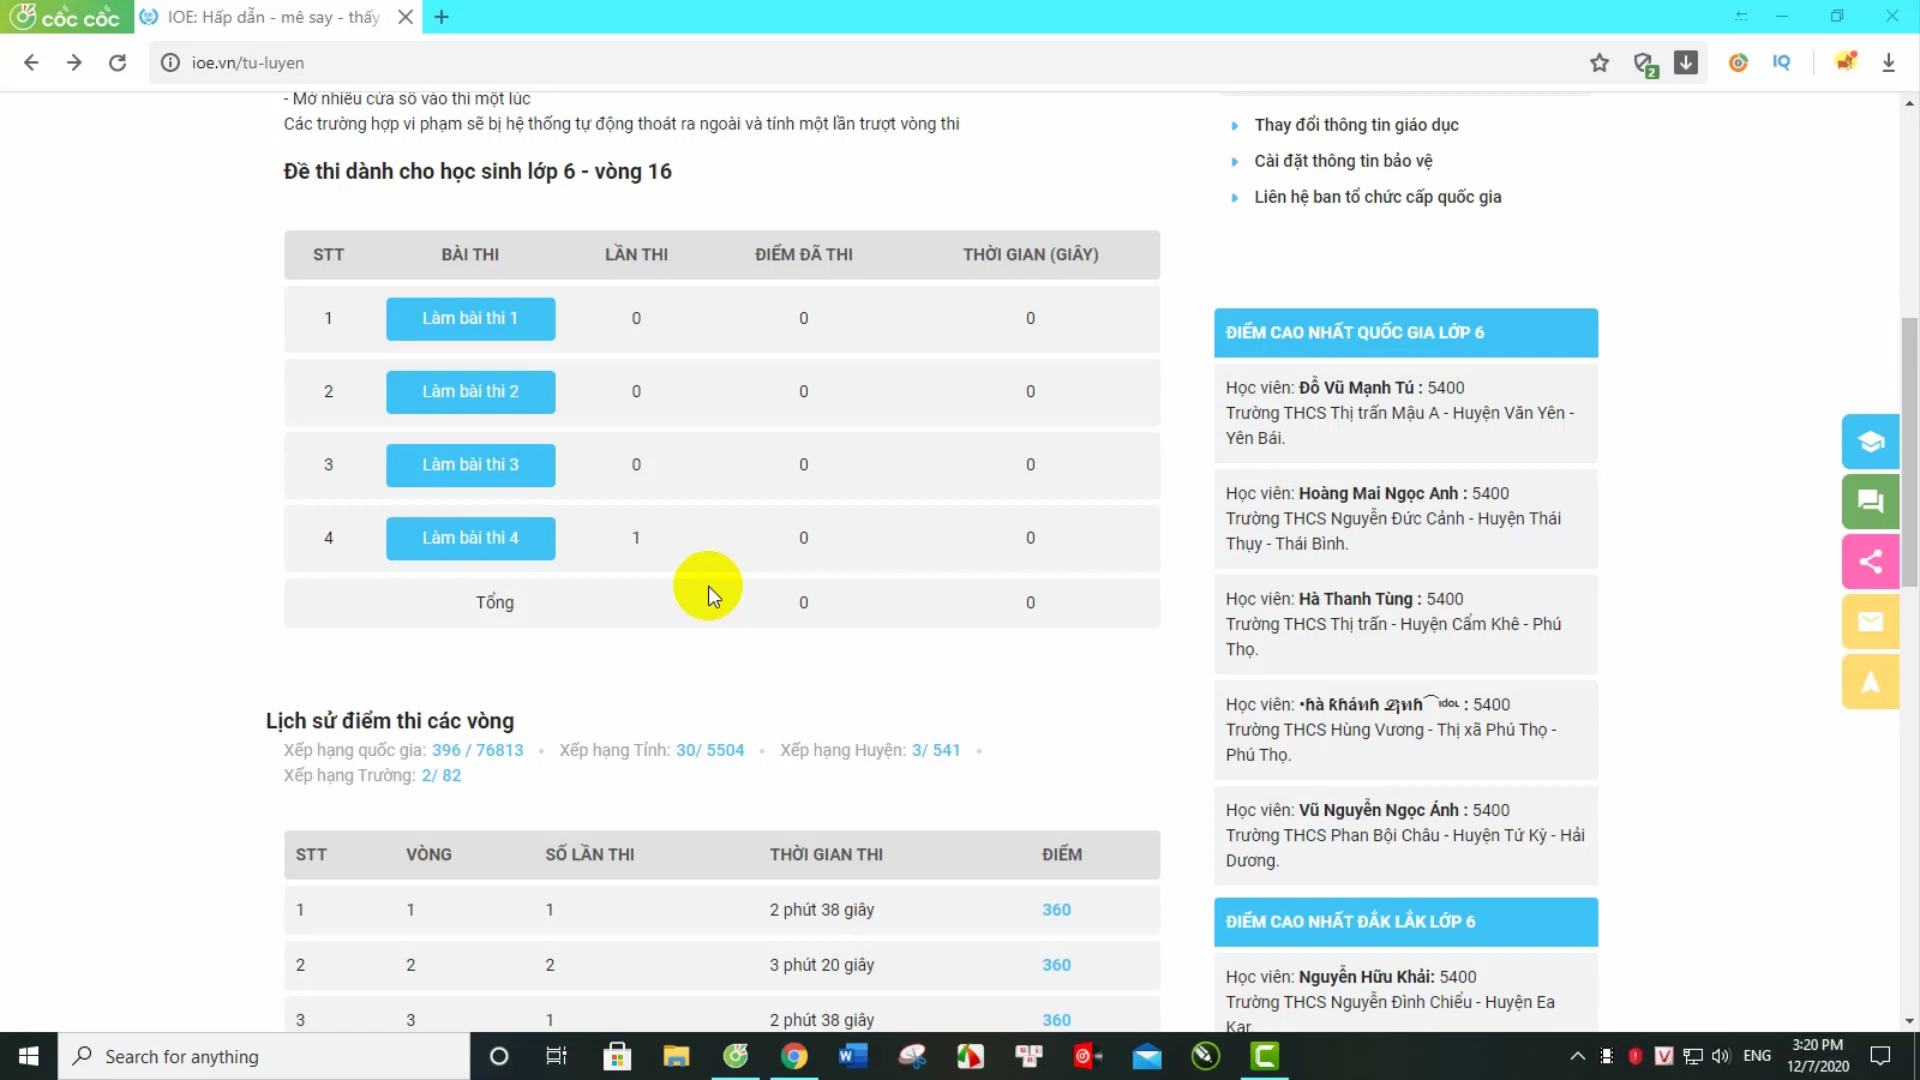 cốc cốc
IOE: Hấp dẫn - mê say - thấy
ioe.vn/tu-luyen
2
IQ
- Mở nhiều cửa sổ vào thi một lúc
Các trường hợp vi phạm sẽ bị hệ thống tự động thoát ra ngoài và tính một lần trượt vòng thi
Đề thi dành cho học sinh lớp 6 - vòng 16
STT BÀI THI LẦN THI ĐIỂM ĐÃ THI THỜI GIAN (GIÂY)
1 Làm bài thi 1 0 0 0
2 Làm bài thi 2 0 0 0
3 Làm bài thi 3 0 0 0
4 Làm bài thi 4 1 0 0
Tổng 0 0
Lịch sử điểm thi các vòng
Xếp hạng quốc gia: 396 / 76813 • Xếp hạng Tỉnh: 30/ 5504 • Xếp hạng Huyện: 3/ 541 •
Xếp hạng Trường: 2/ 82
STT VÒNG SỐ LẦN THI THỜI GIAN THI ĐIỂM
1 1 1 2 phút 38 giây 360
2 2 2 3 phút 20 giây 360
3 3 1 2 phút 38 giây 360
Thay đổi thông tin giáo dục
Cài đặt thông tin bảo vệ
Liên hệ ban tổ chức cấp quốc gia
ĐIỂM CAO NHẤT QUỐC GIA LỚP 6
Học viên: Đỗ Vũ Mạnh Tú : 5400
Trường THCS Thị trấn Mậu A - Huyện Văn Yên -
Yên Bái.
Học viên: Hoàng Mai Ngọc Anh : 5400
Trường THCS Nguyễn Đức Cảnh - Huyện Thái
Thụy - Thái Bình.
Học viên: Hà Thanh Tùng : 5400
Trường THCS Thị trấn - Huyện Cẩm Khê - Phú
Thọ.
Học viên: : 5400
Trường THCS Hùng Vương - Thị xã Phú Thọ -
Phú Thọ.
Học viên: Vũ Nguyễn Ngọc Ánh : 5400
Trường THCS Phan Bội Châu - Huyện Tứ Kỳ - Hải
Dương.
ĐIỂM CAO NHẤT ĐẮK LẮK LỚP 6
Học viên: Nguyễn Hữu Khải: 5400
Trường THCS Nguyễn Đình Chiểu - Huyện Ea
Kar.
Search for anything
ENG
3:20 PM
12/7/2020